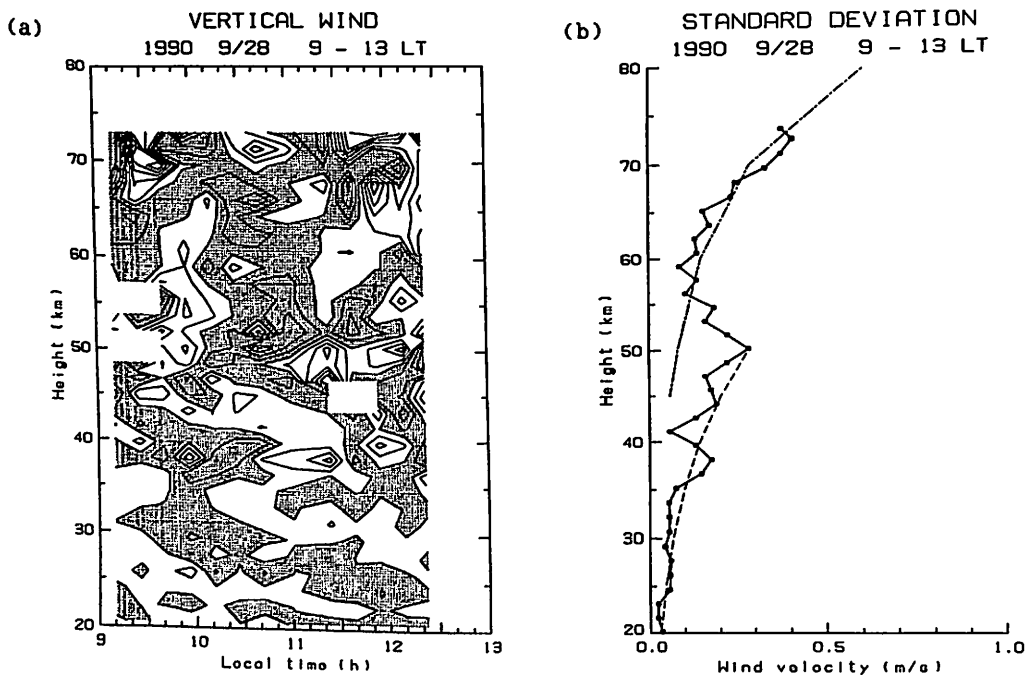 (a)
VERTICAL WIND
1990 9/28 9 - 13 LT
80
70
60
50
40
30
20
Height (km)
9 10 11 12 13
Local time (h)
(b)
STANDARD DEVIATION
1990 9/28 9 - 13 LT
80
70
60
50
40
30
20
Height (km)
0.0 0.5 1.0
Wind velocity (m/s)